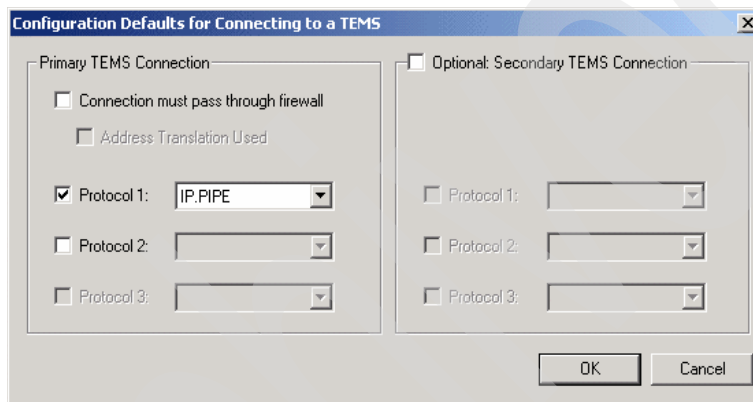 Configuration Defaults for Connecting to a TEMS
Primary TEMS Connection
Connection must pass through firewall
Address Translation Used
Protocol 1: IP.PIPE
Protocol 2:
Protocol 3:
Optional: Secondary TEMS Connection
Protocol 1:
Protocol 2:
Protocol 3:
OK Cancel